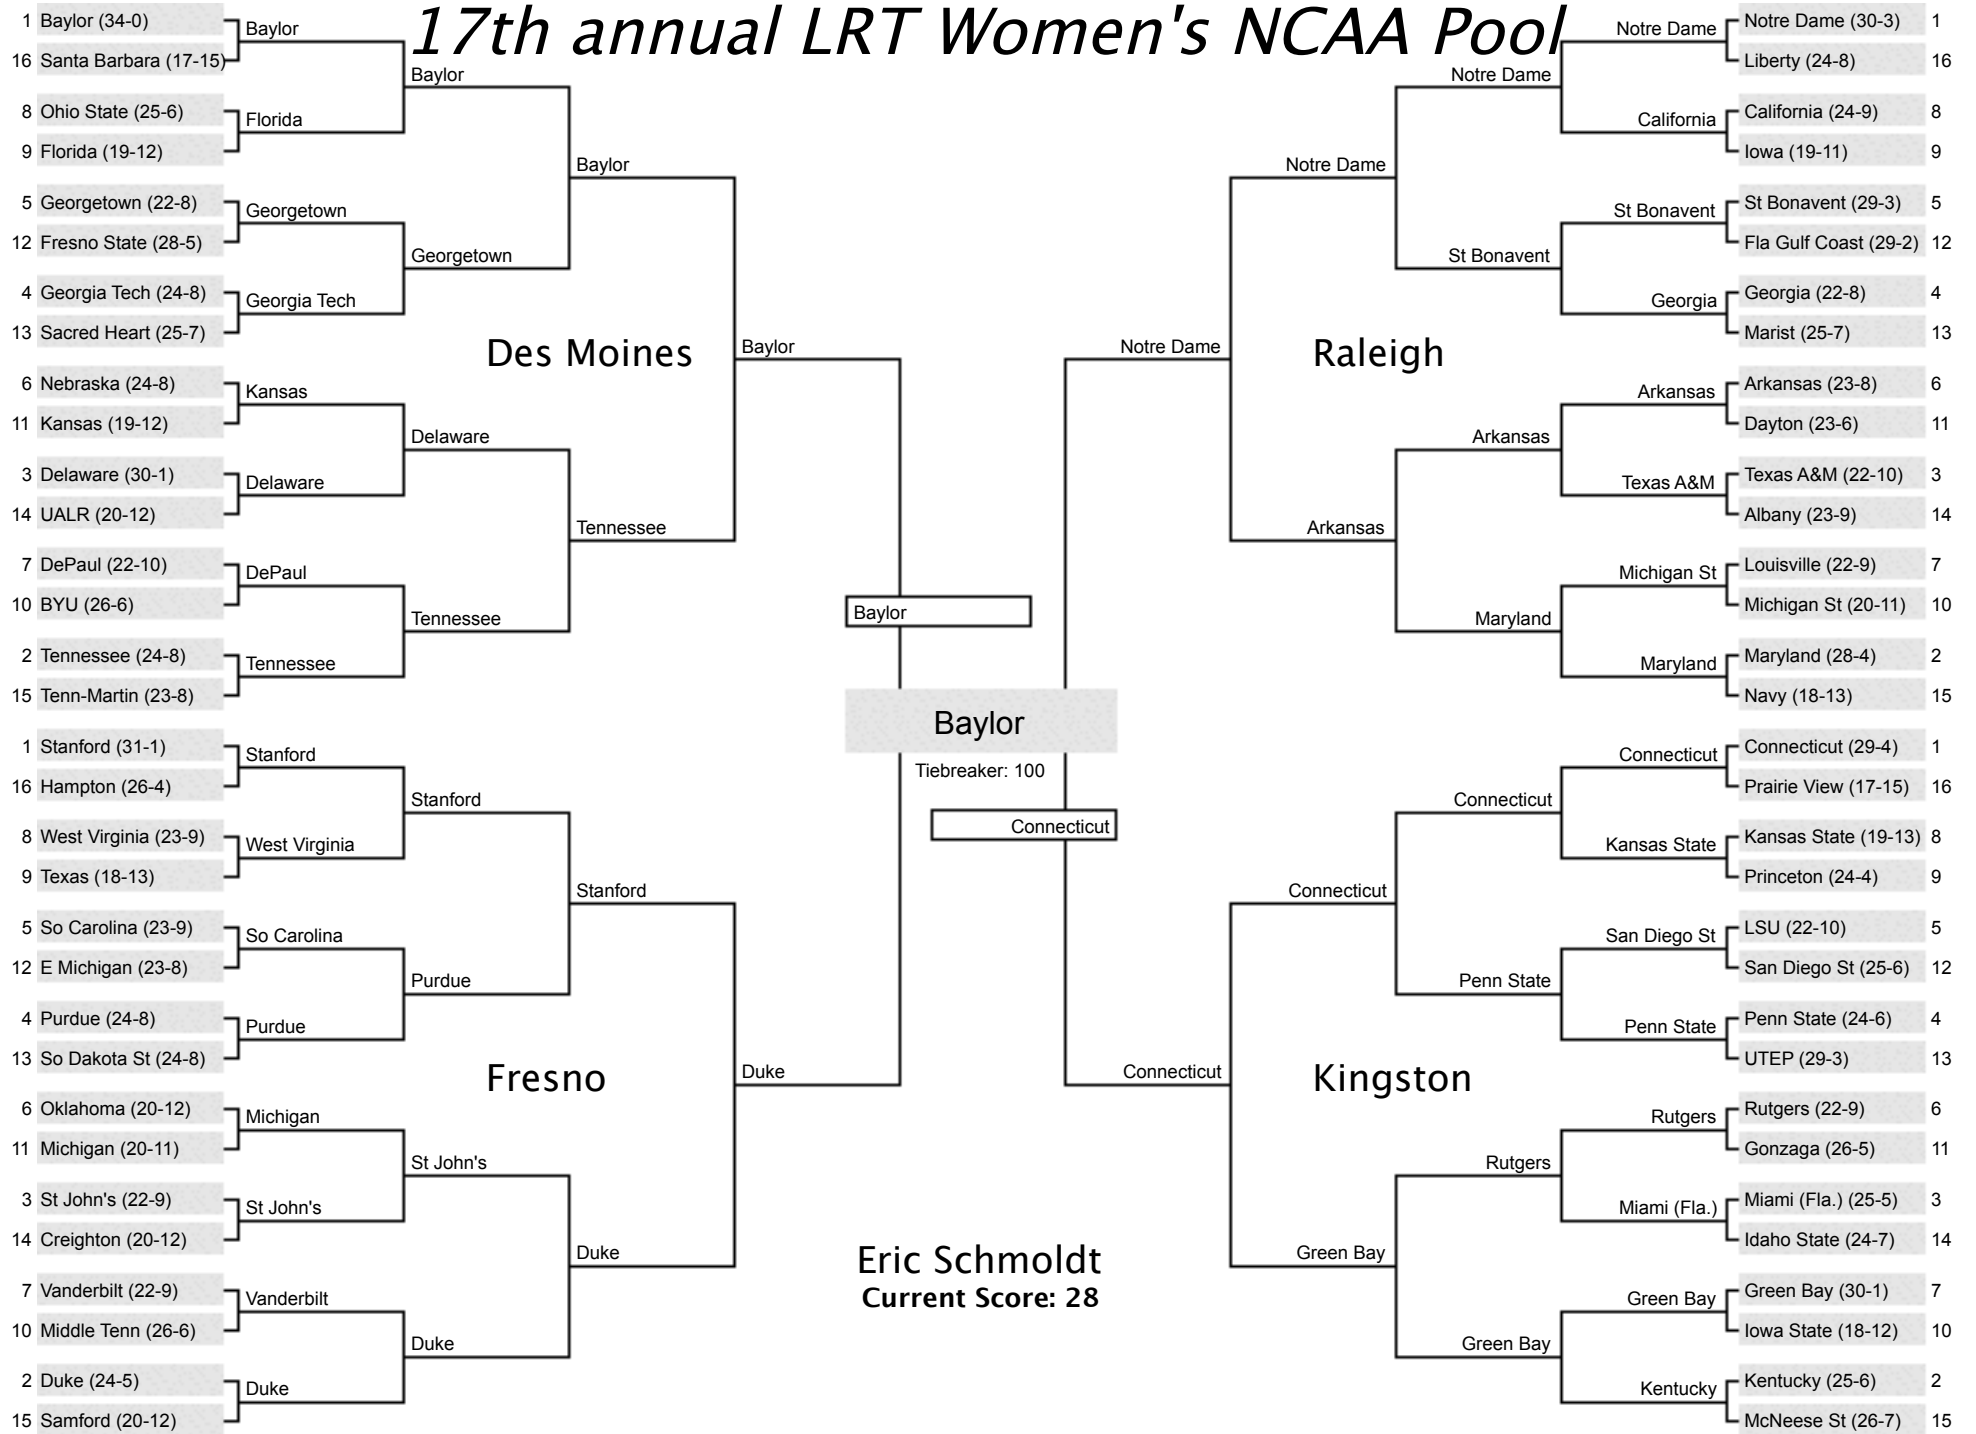 17th annual LRT Women's NCAA Pool
1 Baylor (34-0)
16 Santa Barbara (17-15)
8 Ohio State (25-6)
9 Florida (19-12)
5 Georgetown (22-8)
12 Fresno State (28-5)
4 Georgia Tech (24-8)
13 Sacred Heart (25-7)
6 Nebraska (24-8)
11 Kansas (19-12)
3 Delaware (30-1)
14 UALR (20-12)
7 DePaul (22-10)
10 BYU (26-6)
2 Tennessee (24-8)
15 Tenn-Martin (23-8)
1 Stanford (31-1)
16 Hampton (26-4)
8 West Virginia (23-9)
9 Texas (18-13)
5 So Carolina (23-9)
12 E Michigan (23-8)
4 Purdue (24-8)
13 So Dakota St (24-8)
6 Oklahoma (20-12)
11 Michigan (20-11)
3 St John's (22-9)
14 Creighton (20-12)
7 Vanderbilt (22-9)
10 Middle Tenn (26-6)
2 Duke (24-5)
15 Samford (20-12)
Baylor
Florida
Georgetown
Georgia Tech
Kansas
Delaware
DePaul
Tennessee
Stanford
West Virginia
So Carolina
Purdue
Michigan
St John's
Vanderbilt
Duke
Baylor
Georgetown
Delaware
Tennessee
Stanford
Purdue
St John's
Duke
Baylor
Tennessee
Stanford
Duke
Des Moines
Fresno
Baylor
Duke
Baylor
Baylor
Tiebreaker: 100
Connecticut
Eric Schmoldt
Current Score: 28
Notre Dame
Connecticut
Raleigh
Kingston
Notre Dame
Arkansas
Connecticut
Green Bay
Notre Dame
St Bonavent
Arkansas
Maryland
Connecticut
Penn State
Rutgers
Green Bay
Notre Dame
California
St Bonavent
Georgia
Arkansas
Texas A&M
Michigan St
Maryland
Connecticut
Kansas State
San Diego St
Penn State
Rutgers
Miami (Fla.)
Green Bay
Kentucky
Notre Dame (30-3) 1
Liberty (24-8) 16
California (24-9) 8
Iowa (19-11) 9
St Bonavent (29-3) 5
Fla Gulf Coast (29-2) 12
Georgia (22-8) 4
Marist (25-7) 13
Arkansas (23-8) 6
Dayton (23-6) 11
Texas A&M (22-10) 3
Albany (23-9) 14
Louisville (22-9) 7
Michigan St (20-11) 10
Maryland (28-4) 2
Navy (18-13) 15
Connecticut (29-4) 1
Prairie View (17-15) 16
Kansas State (19-13) 8
Princeton (24-4) 9
LSU (22-10) 5
San Diego St (25-6) 12
Penn State (24-6) 4
UTEP (29-3) 13
Rutgers (22-9) 6
Gonzaga (26-5) 11
Miami (Fla.) (25-5) 3
Idaho State (24-7) 14
Green Bay (30-1) 7
Iowa State (18-12) 10
Kentucky (25-6) 2
McNeese St (26-7) 15